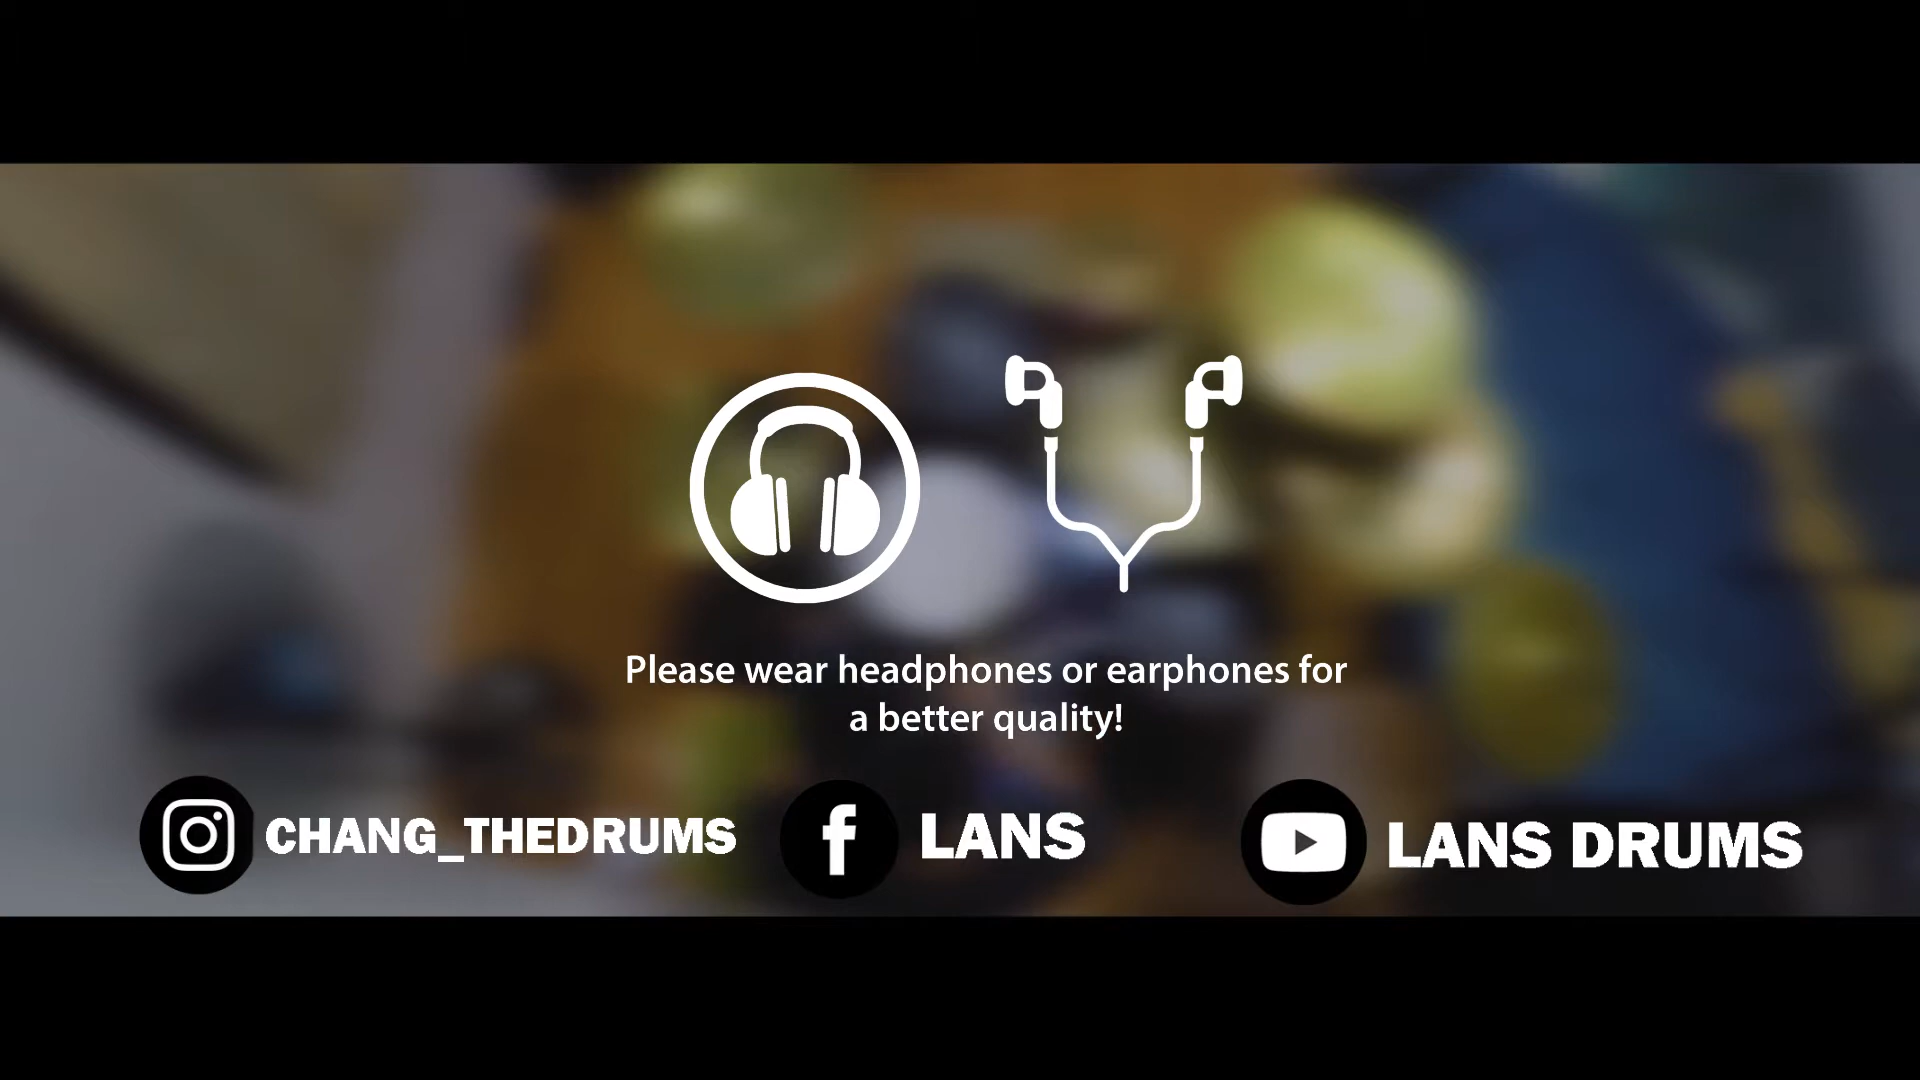 Please wear headphones or earphones for
a better quality!
CHANG_THEDRUMS
LANS
LANS DRUMS